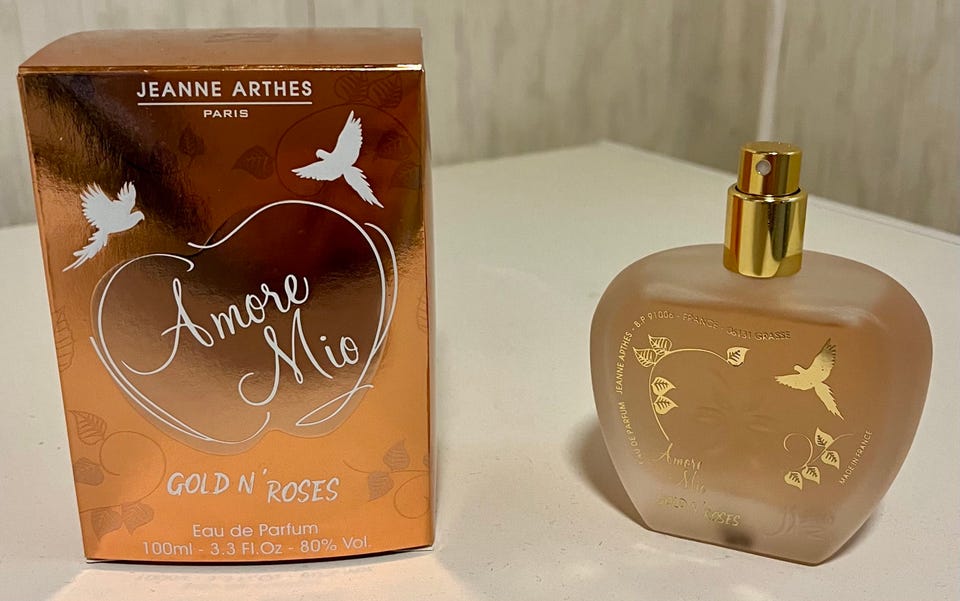 JEANNE ARTHES
PARIS
Amore
Mio
GOLD N' ROSES
Eau de Parfum
100ml - 3.3 Fl.Oz - 80% Vol.
EAU DE PARFUM JEANNE ARTHÈS - B.P 91006 - FRANCE - 06131 GRASSE
Amore
Mio
GOLD N' ROSES
MADE IN FRANCE